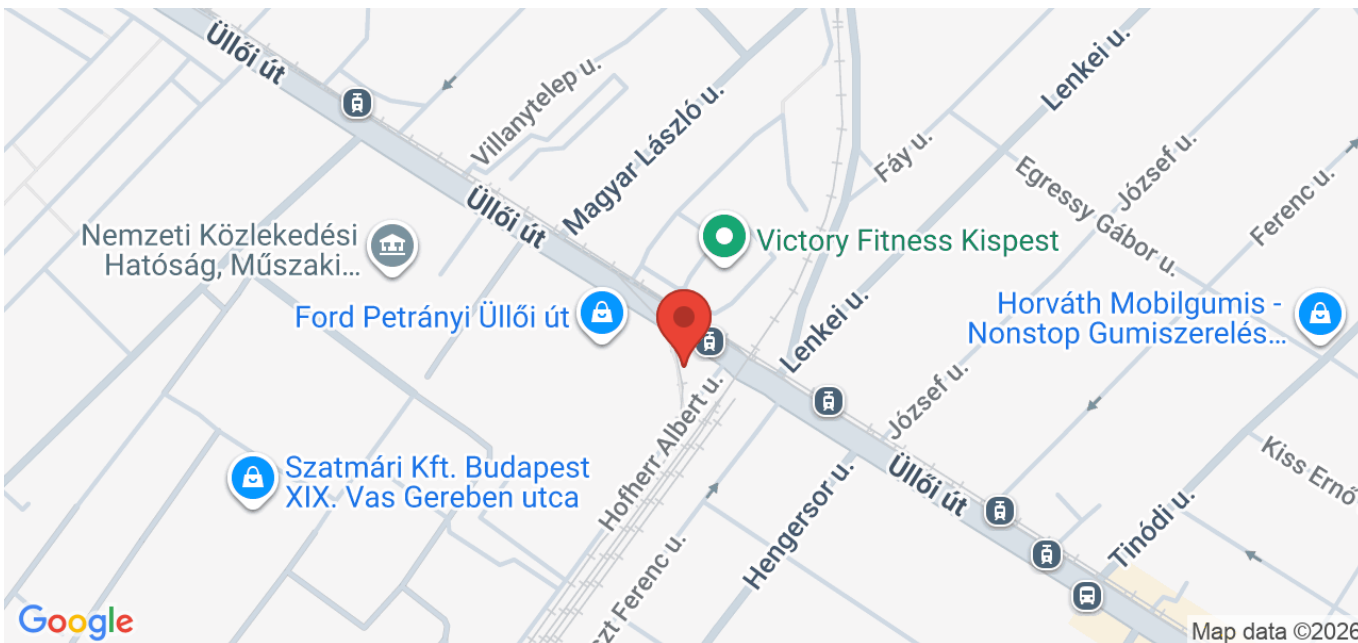 Üllői út
Villanytelep u.
Magyar László u.
Lenkei u.
Fáy u.
Egressy Gábor u.
József u.
Ferenc u.
Üllői út
Nemzeti Közlekedési
Hatóság, Műszaki...
Victory Fitness Kispest
Ford Petrányi Üllői út
Lenkei u.
Horváth Mobilgumis -
Nonstop Gumiszerelés...
József u.
Hofherr Albert u.
Szatmári Kft. Budapest
XIX. Vas Gereben utca
Üllői út
Kiss Ernő
Hengersor u.
Tinódi u.
szt Ferenc u.
Google
Map data ©2026